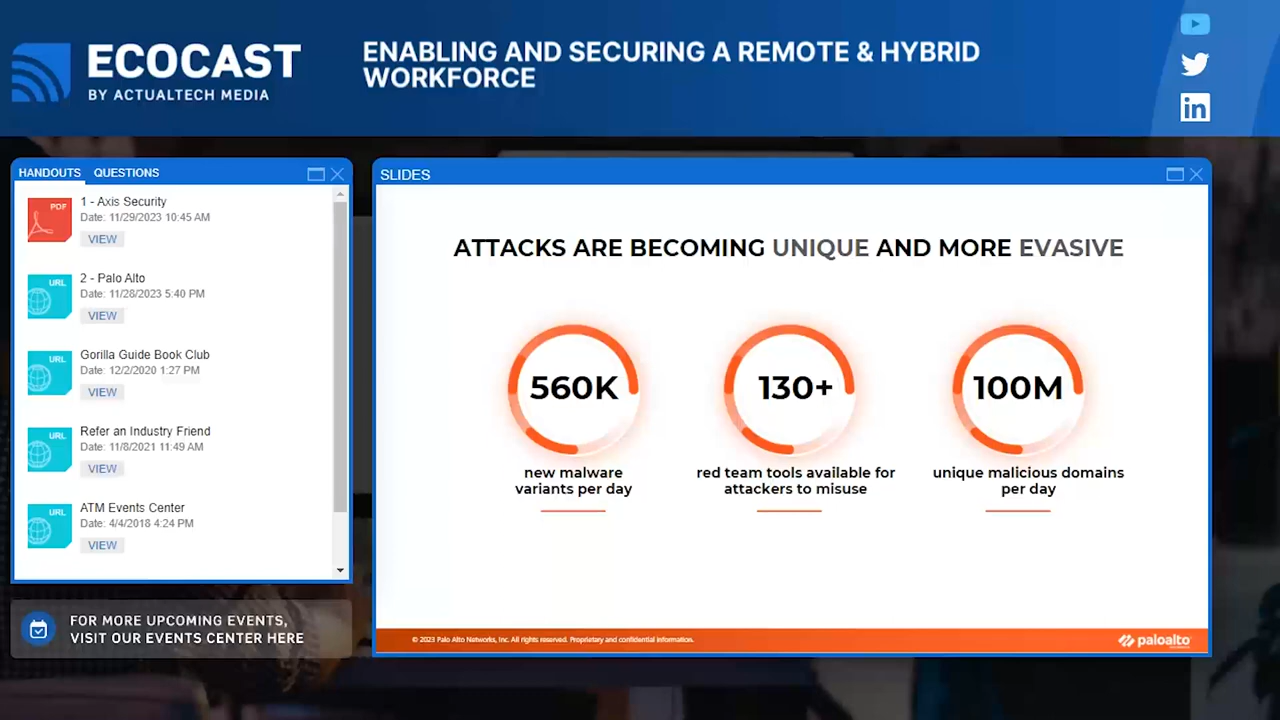 ECOCAST
BY ACTUALTECH MEDIA
ENABLING AND SECURING A REMOTE & HYBRID
WORKFORCE
in
HANDOUTS QUESTIONS
PDF
1 - Axis Security
Date: 11/29/2023 10:45 AM
VIEW
URL
2 - Palo Alto
Date: 11/28/2023 5:40 PM
VIEW
URL
Gorilla Guide Book Club
Date: 12/2/2020 1:27 PM
VIEW
URL
Refer an Industry Friend
Date: 11/8/2021 11:49 AM
VIEW
URL
ATM Events Center
Date: 4/4/2018 4:24 PM
VIEW
FOR MORE UPCOMING EVENTS,
VISIT OUR EVENTS CENTER HERE
SLIDES
ATTACKS ARE BECOMING UNIQUE AND MORE EVASIVE
560K
new malware
variants per day
130+
red team tools available for
attackers to misuse
100M
unique malicious domains
per day
© 2023 Palo Alto Networks, Inc. All rights reserved. Proprietary and confidential information.
paloalto